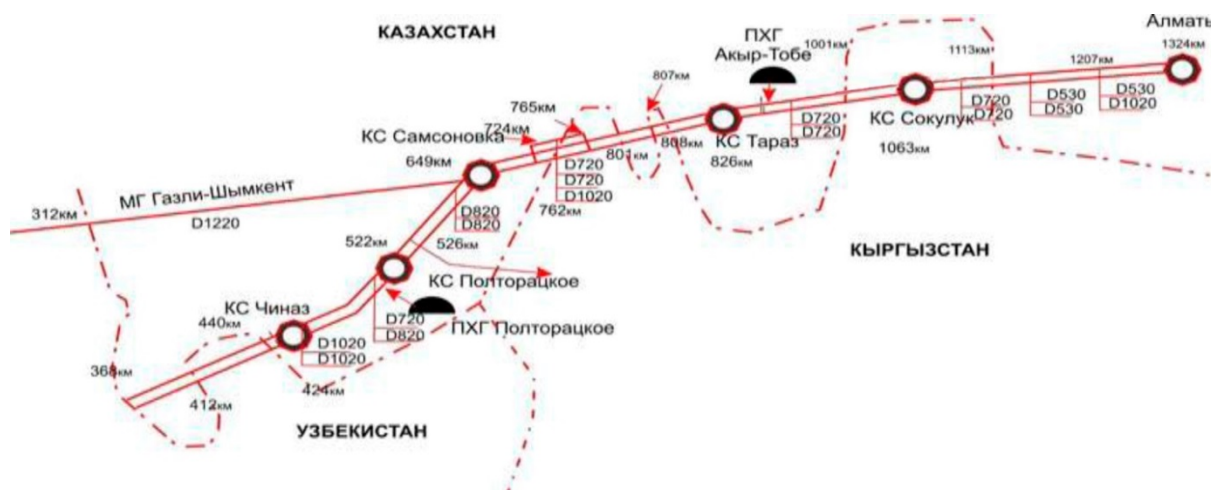 КАЗАХСТАН
ПХГ
Акыр-Тобе
1001км
1113км
1207км
Алматы
1324км
807км
765км
724км
КС Самсоновка
649км
D720
D720
D1020
762км
801км
808км
КС Тараз
826км
D720
D720
КС Сокулук
1063км
D720
D720
D530
D530
D530
D1020
МГ Газли-Шымкент
312км
D1220
D820
D820
522км
526км
КС Полторацкое
КЫРГЫЗСТАН
КС Чиназ
440км
D720
D820
ПХГ Полторацкое
D1020
D1020
368км
424км
412км
УЗБЕКИСТАН